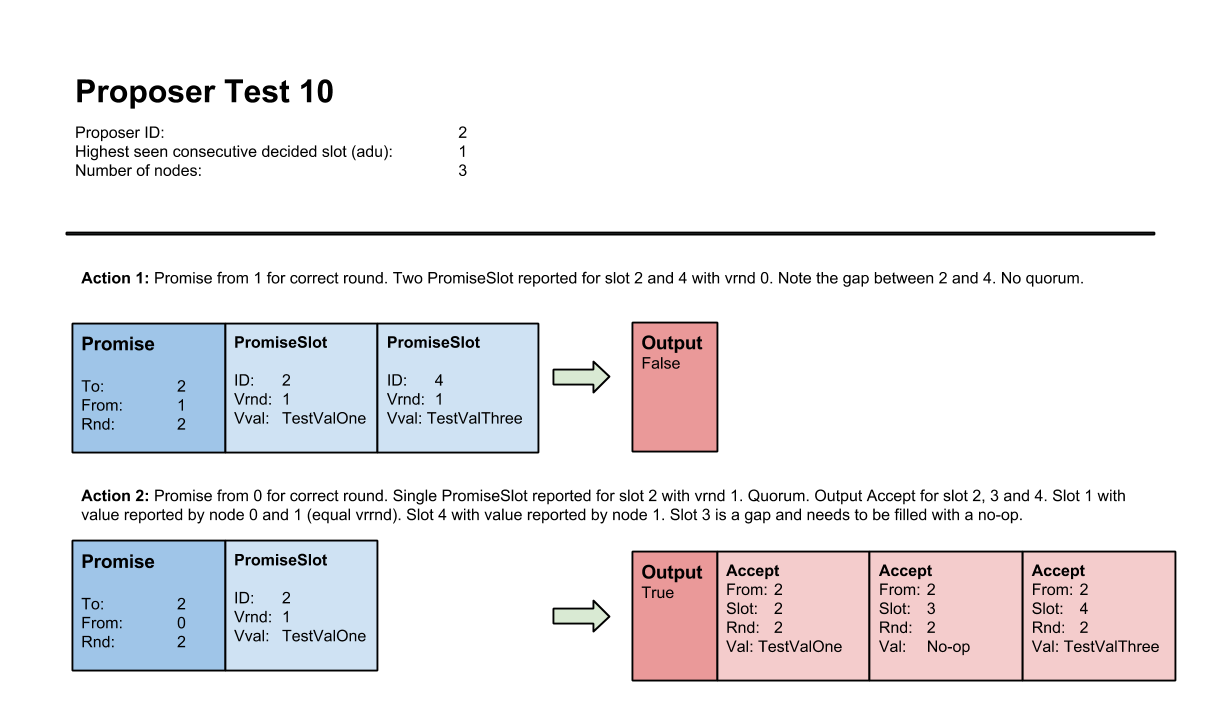 Proposer Test 10
Proposer ID: 2
Highest seen consecutive decided slot (adu): 1
Number of nodes: 3
Action 1: Promise from 1 for correct round. Two PromiseSlot reported for slot 2 and 4 with vrnd 0. Note the gap between 2 and 4. No quorum.
Promise
To: 2
From: 1
Rnd: 2
PromiseSlot
ID: 2
Vrnd: 1
Vval: TestValOne
PromiseSlot
ID: 4
Vrnd: 1
Vval: TestValThree
Output
False
Action 2: Promise from 0 for correct round. Single PromiseSlot reported for slot 2 with vrnd 1. Quorum. Output Accept for slot 2, 3 and 4. Slot 1 with
value reported by node 0 and 1 (equal vrrnd). Slot 4 with value reported by node 1. Slot 3 is a gap and needs to be filled with a no-op.
Promise
To: 2
From: 0
Rnd: 2
PromiseSlot
ID: 2
Vrnd: 1
Vval: TestValOne
Output
True
Accept
From: 2
Slot: 2
Rnd: 2
Val: TestValOne
Accept
From: 2
Slot: 3
Rnd: 2
Val: No-op
Accept
From: 2
Slot: 4
Rnd: 2
Val: TestValThree